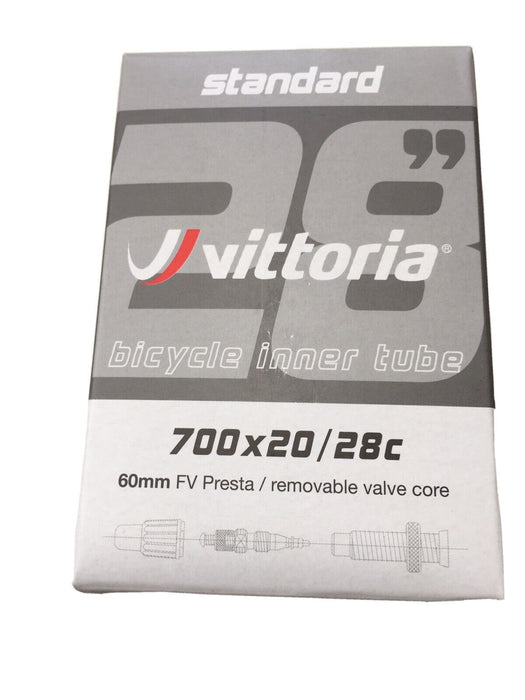 standard
28”
vittoria®
bicycle inner tube
700x20/28c
60mm FV Presta / removable valve core